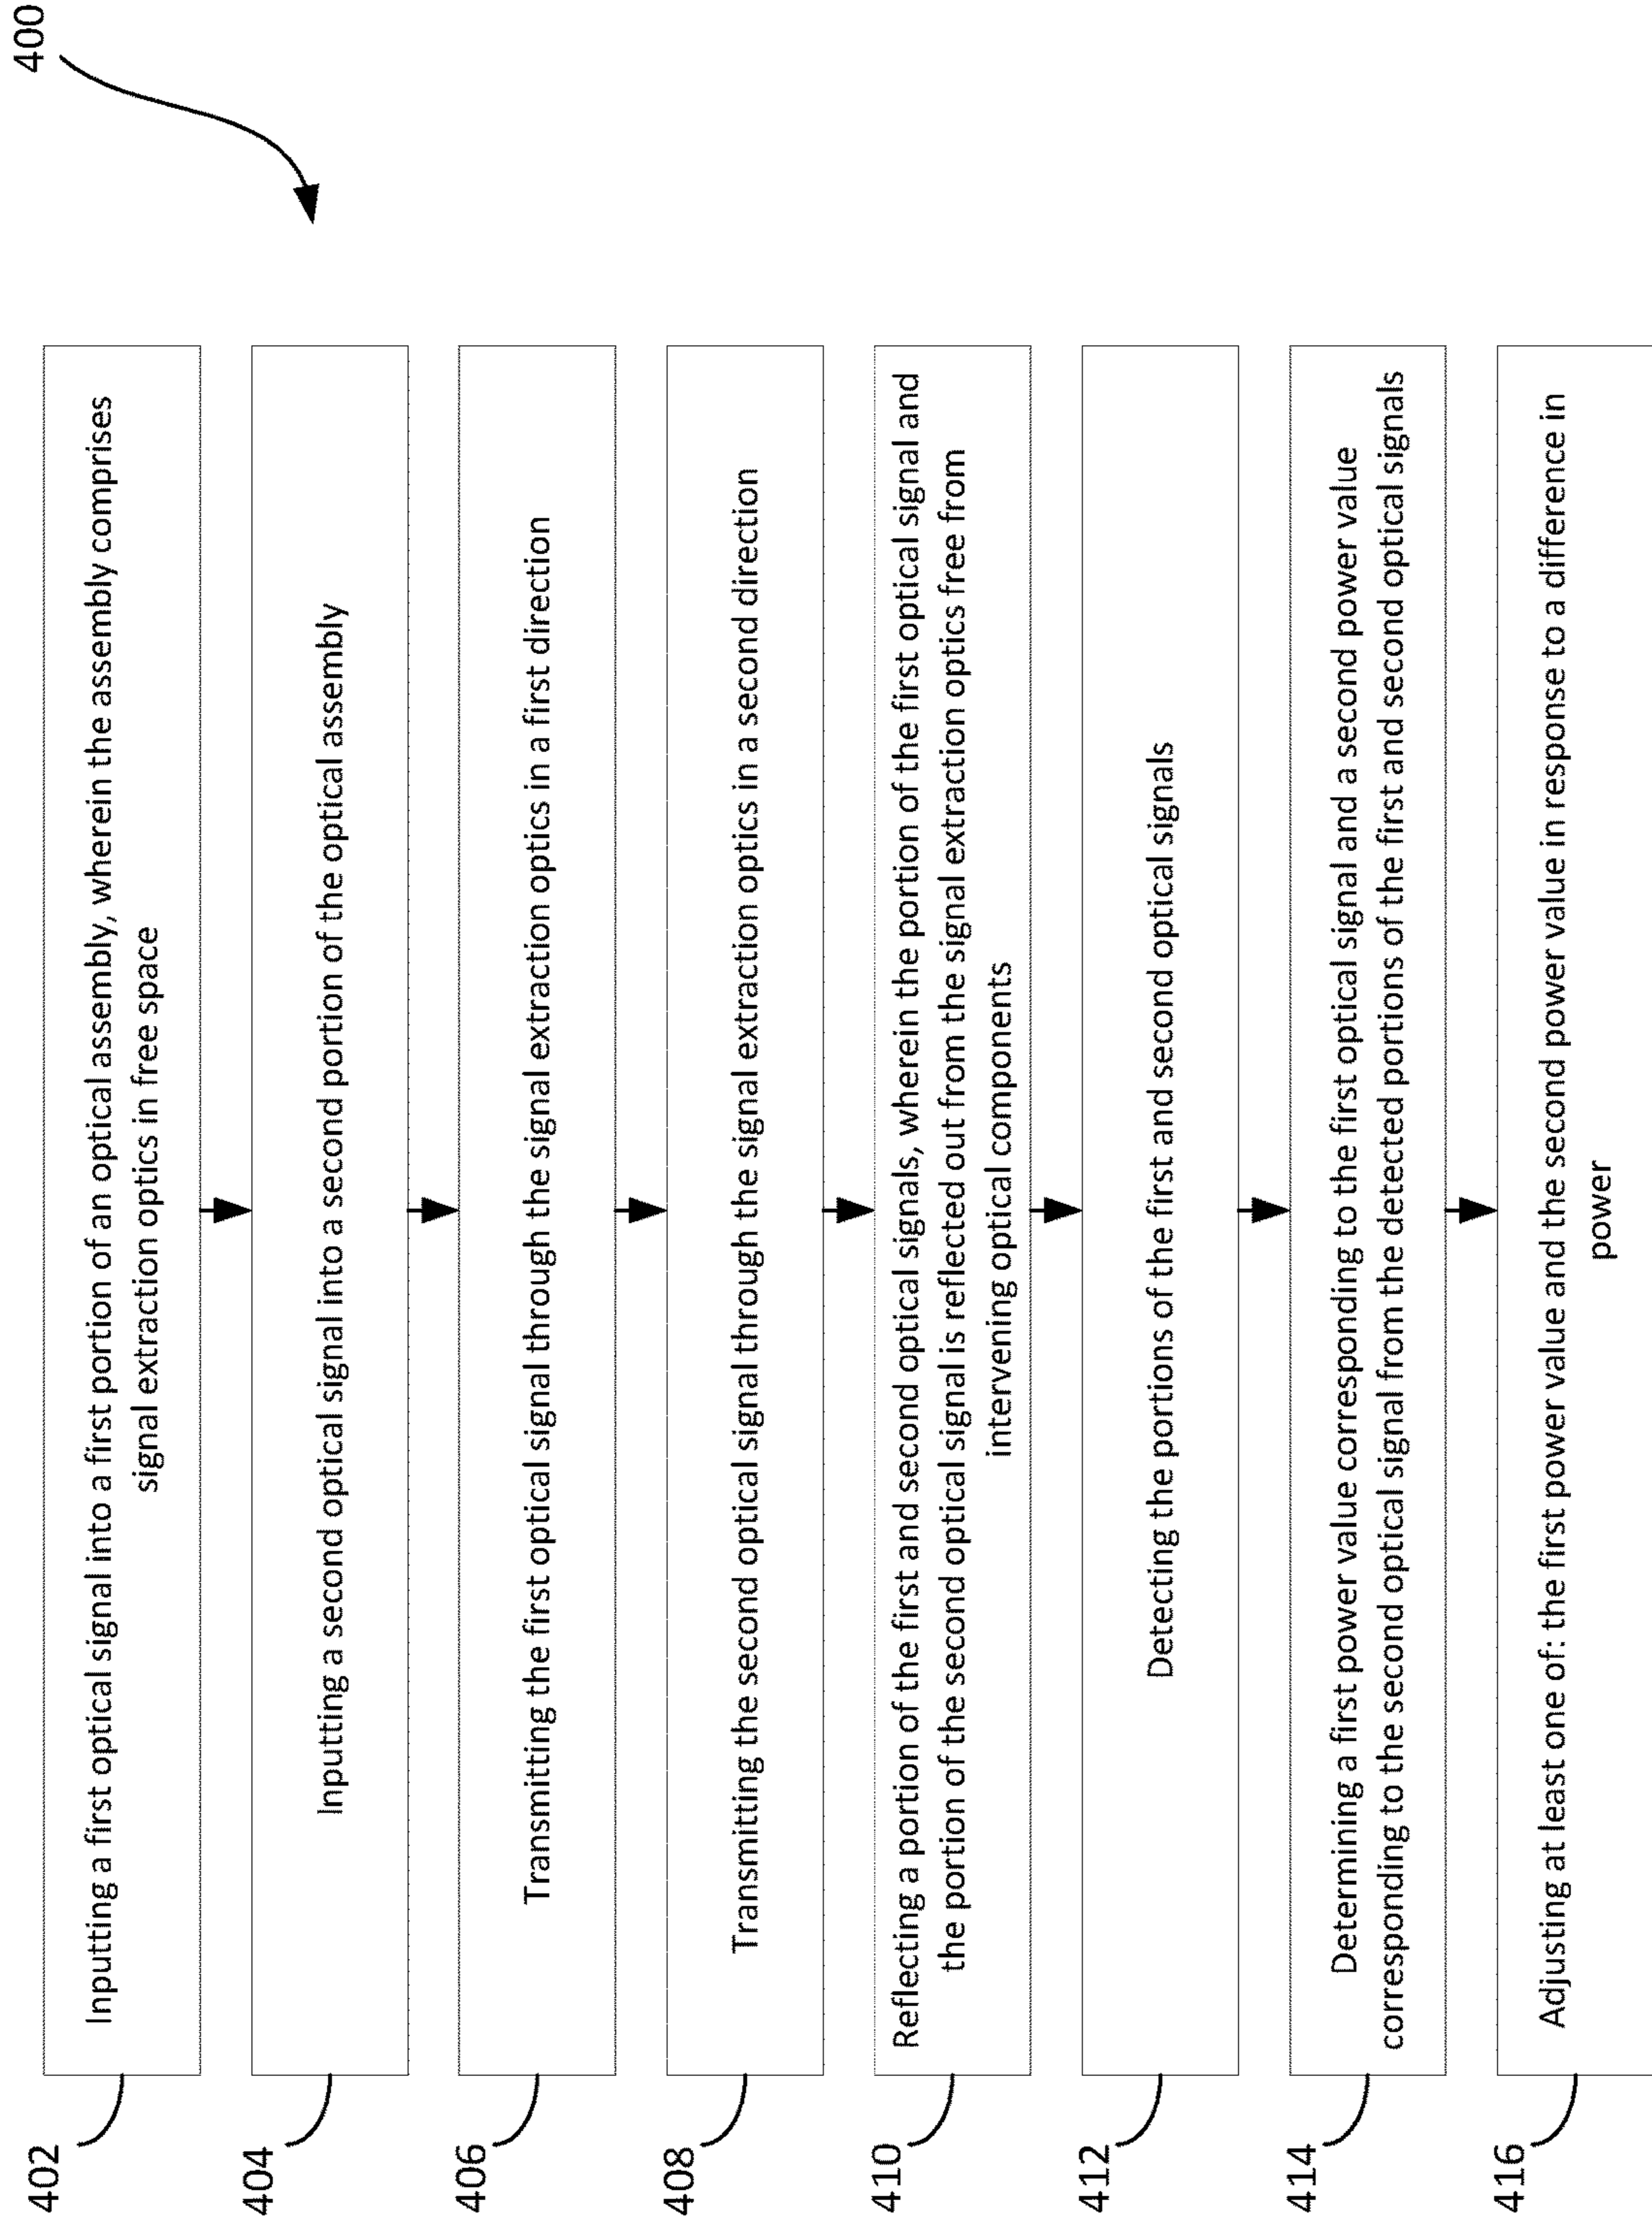 400
402
Inputting a first optical signal into a first portion of an optical assembly, wherein the assembly comprises
signal extraction optics in free space
404
Inputting a second optical signal into a second portion of the optical assembly
406
Transmitting the first optical signal through the signal extraction optics in a first direction
408
Transmitting the second optical signal through the signal extraction optics in a second direction
410
Reflecting a portion of the first and second optical signals, wherein the portion of the first optical signal and
the portion of the second optical signal is reflected out from the signal extraction optics free from
intervening optical components
412
Detecting the portions of the first and second optical signals
414
Determining a first power value corresponding to the first optical signal and a second power value
corresponding to the second optical signal from the detected portions of the first and second optical signals
416
Adjusting at least one of: the first power value and the second power value in response to a difference in
power